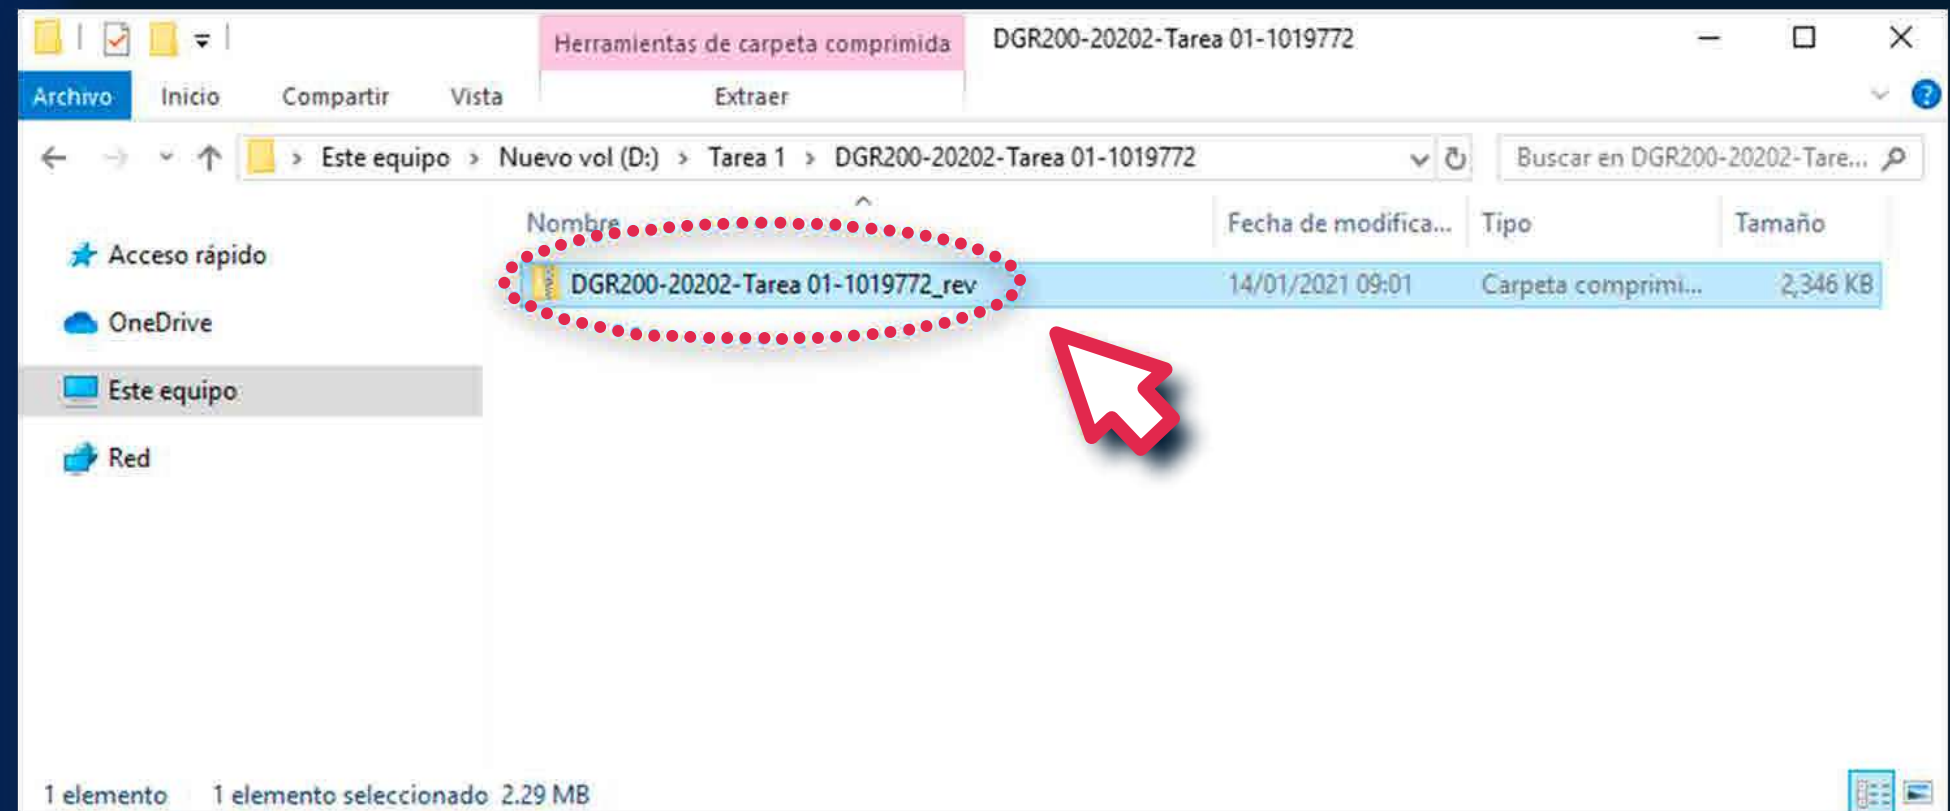 Herramientas de carpeta comprimida DGR200-20202-Tarea 01-1019772
Archivo Inicio Compartir Vista Extraer
Este equipo > Nuevo vol (D:) > Tarea 1 > DGR200-20202-Tarea 01-1019772 Buscar en DGR200-20202-Tare...
Nombre Fecha de modifica... Tipo Tamaño
Acceso rápido
DGR200-20202-Tarea 01-1019772_rev 14/01/2021 09:01 Carpeta comprimi... 2,346 KB
OneDrive
Este equipo
Red
1 elemento 1 elemento seleccionado 2.29 MB